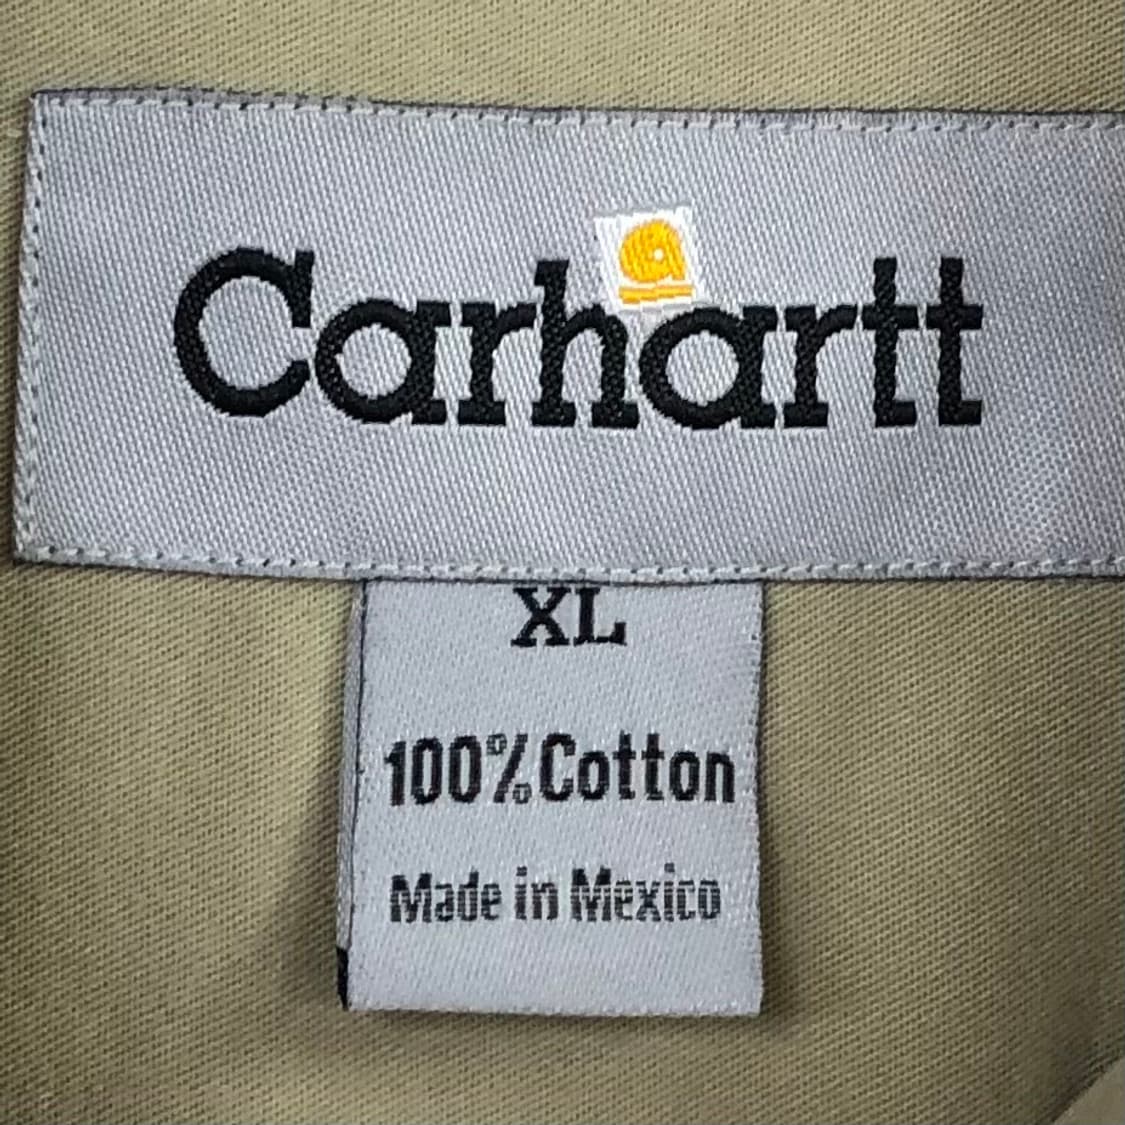 Carhartt
XL
100% Cotton
Made in Mexico